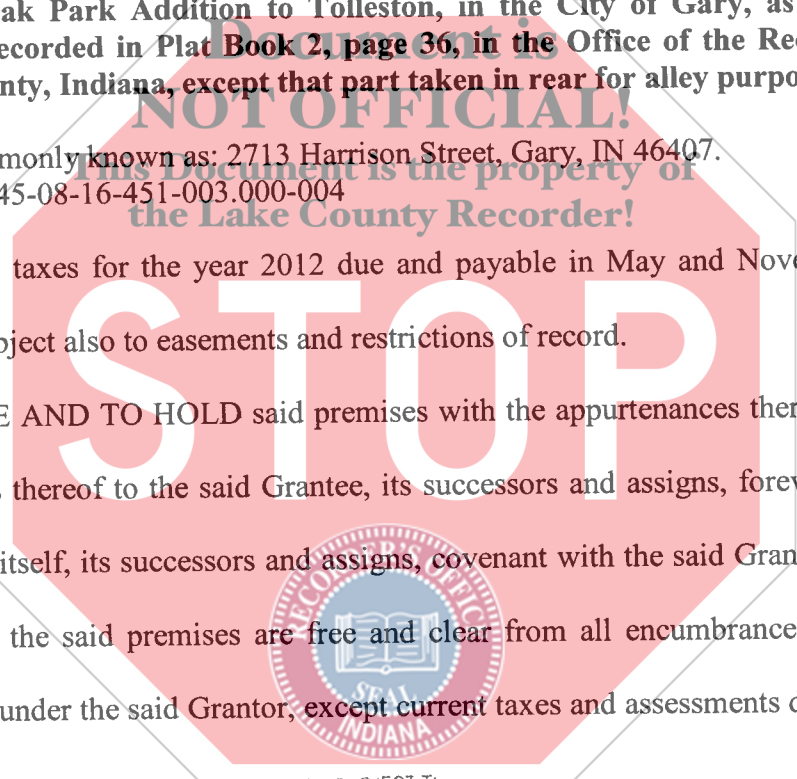 ak Park Addition to Tolleston, in the City of Gary, as
ecorded in Plat Book 2, page 36, in the Office of the Rec
Document is
nty, Indiana, except that part taken in rear for alley purpo
NOT OFFICIAL!
monly known as: 2713 Harrison Street, Gary, IN 46407.
This Document is the property of
45-08-16-451-003.000-004
the Lake County Recorder!
taxes for the year 2012 due and payable in May and Nove
STOP
bject also to easements and restrictions of record.
E AND TO HOLD said premises with the appurtenances ther
thereof to the said Grantee, its successors and assigns, forev
itself, its successors and assigns, covenant with the said Gran
RECORDER'S OFFIC
the said premises are free and clear from all encumbrance
SEAL
under the said Grantor, except current taxes and assessments
INDIANA